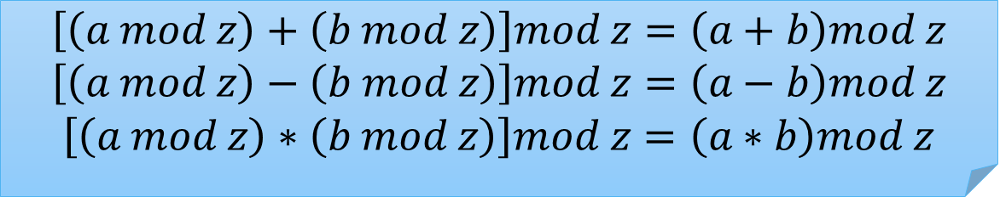 [(a mod z) + (b mod z)]mod z = (a + b)mod z
[(a mod z) − (b mod z)]mod z = (a − b)mod z
[(a mod z) ∗ (b mod z)]mod z = (a ∗ b)mod z